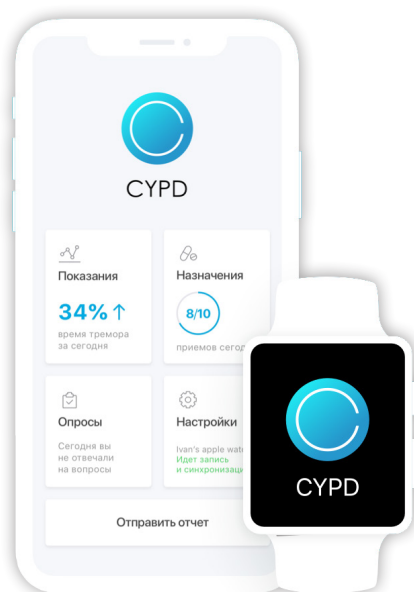 CYPD
Показания
34% ↑
время тремора
за сегодня
Назначения
8/10
приемов
Опросы
Сегодня вы
не отвечали
на вопросы
Настройки
Ivan's apple
Идет запись
и
Отправить отчет
CYPD